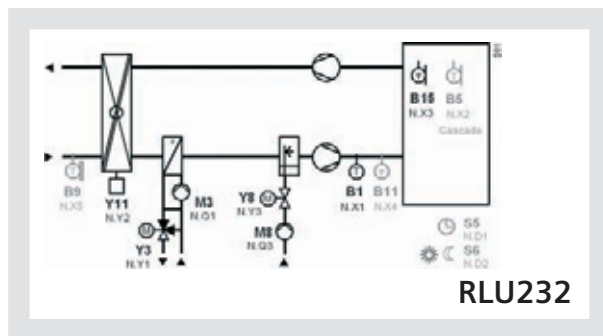 B15 B5
N.X3 N.X2
Cascade
B9
N.X5
Y11
N.Y2
M3
N.Q1
Y3
N.Y1
Y8
N.Y3
M8
N.Q3
B1 B11
N.X1 N.X4
S5
N.D1
S6
N.D2
RLU232